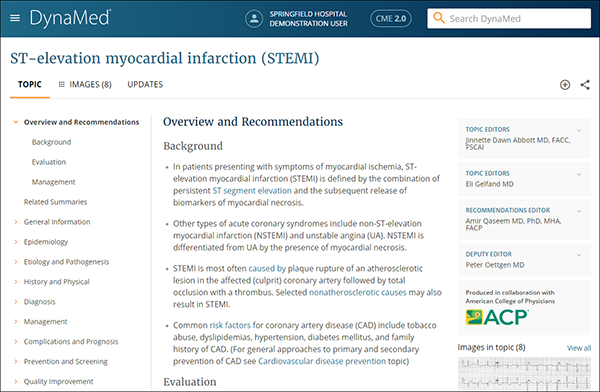 DynaMed
SPRINGFIELD HOSPITAL
DEMONSTRATION USER
CME 2.0
Search DynaMed
ST-elevation myocardial infarction (STEMI)
TOPIC
IMAGES (8)
UPDATES
Overview and Recommendations
Background
Evaluation
Management
Related Summaries
General Information
Epidemiology
Etiology and Pathogenesis
History and Physical
Diagnosis
Management
Complications and Prognosis
Prevention and Screening
Quality Improvement
Overview and Recommendations
Background
In patients presenting with symptoms of myocardial ischemia, ST-
elevation myocardial infarction (STEMI) is defined by the combination of
persistent ST segment elevation and the subsequent release of
biomarkers of myocardial necrosis.
Other types of acute coronary syndromes include non-ST-elevation
myocardial infarction (NSTEMI) and unstable angina (UA). NSTEMI is
differentiated from UA by the presence of myocardial necrosis.
STEMI is most often caused by plaque rupture of an atherosclerotic
lesion in the affected (culprit) coronary artery followed by total
occlusion with a thrombus. Selected nonatherosclerotic causes may also
result in STEMI.
Common risk factors for coronary artery disease (CAD) include tobacco
abuse, dyslipidemias, hypertension, diabetes mellitus, and family
history of CAD. (For general approaches to primary and secondary
prevention of CAD see Cardiovascular disease prevention topic)
Evaluation
TOPIC EDITORS
Jinnette Dawn Abbott MD, FACC,
FSCAI
TOPIC EDITORS
Eli Gelfand MD
RECOMMENDATIONS EDITOR
Amir Qaseem MD, PhD, MHA,
FACP
DEPUTY EDITOR
Peter Oettgen MD
Produced in collaboration with
American College of Physicians
ACP
Images in topic (8)
View all